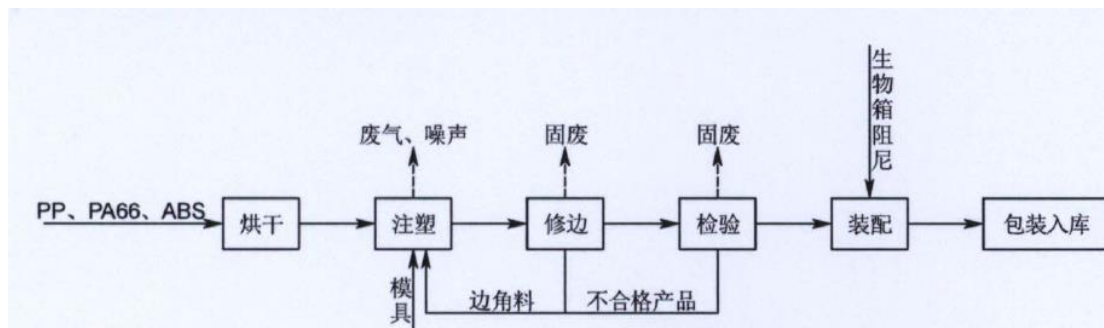 生物箱阻尼
废气、噪声
固废
固废
PP、PA66、ABS
烘干
注塑
修边
检验
装配
包装入库
模具
边角料
不合格产品